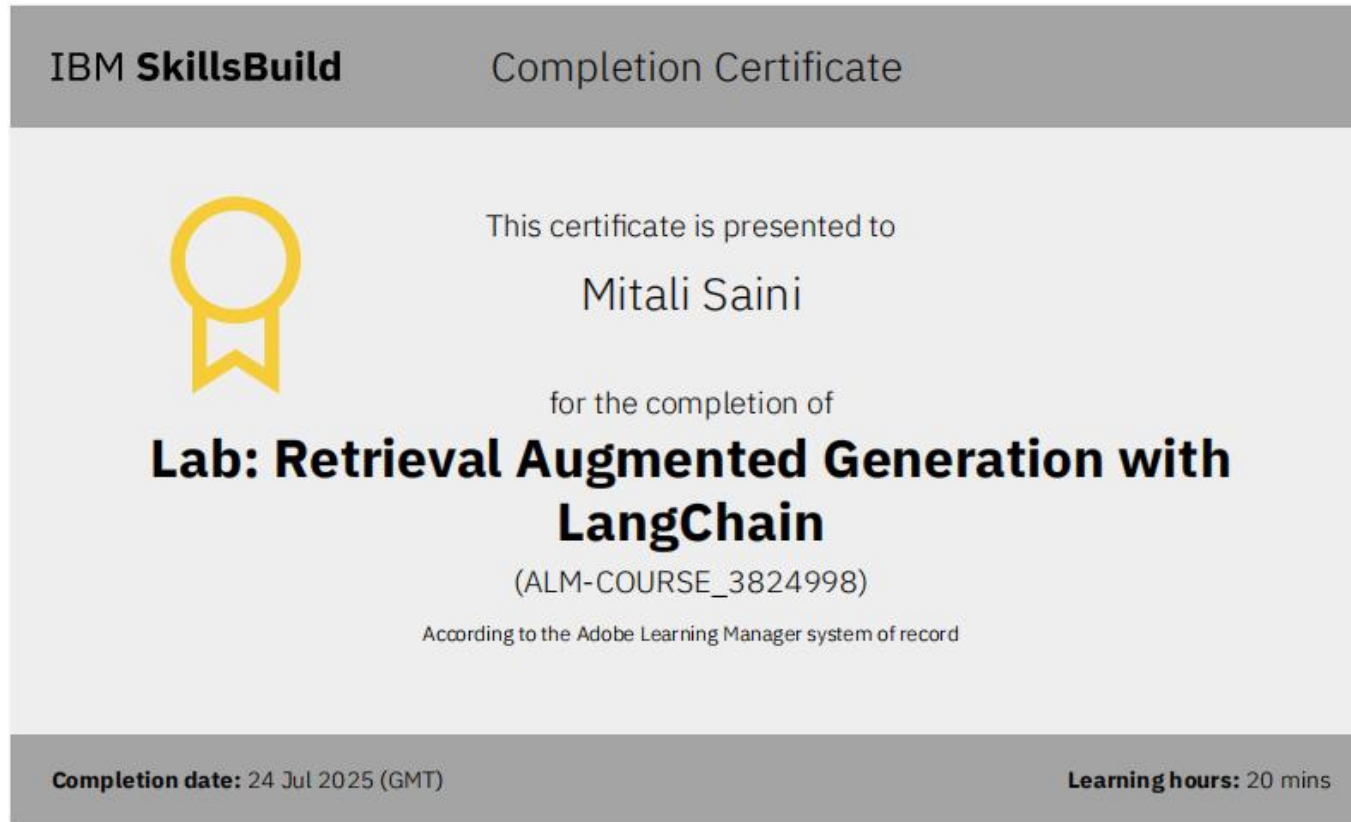 IBM SkillsBuild
Completion Certificate
This certificate is presented to
Mitali Saini
for the completion of
Lab: Retrieval Augmented Generation with
LangChain
(ALM-COURSE_3824998)
According to the Adobe Learning Manager system of record
Completion date: 24 Jul 2025 (GMT)
Learning hours: 20 mins